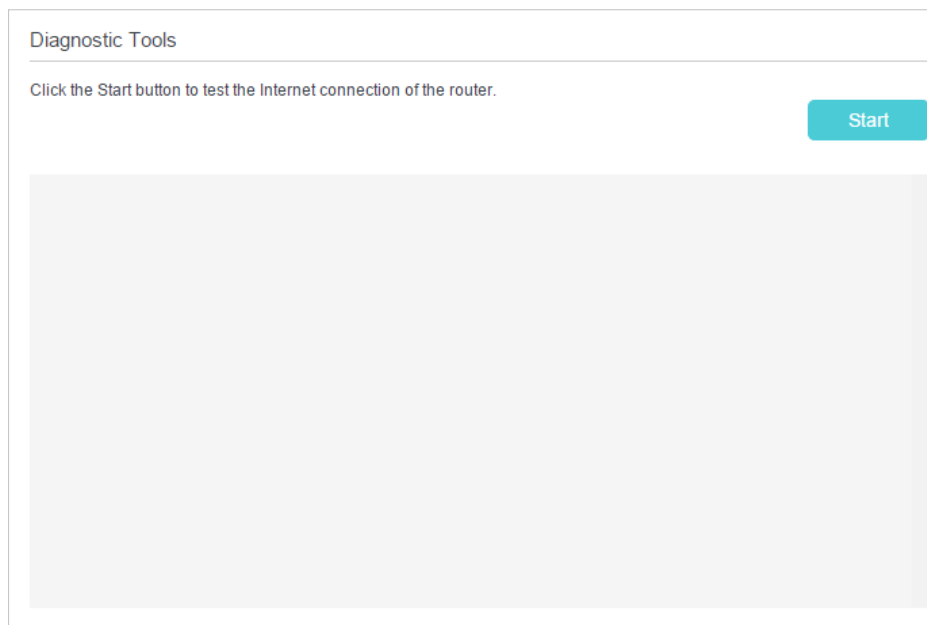 Diagnostic Tools
Click the Start button to test the Internet connection of the router.
Start